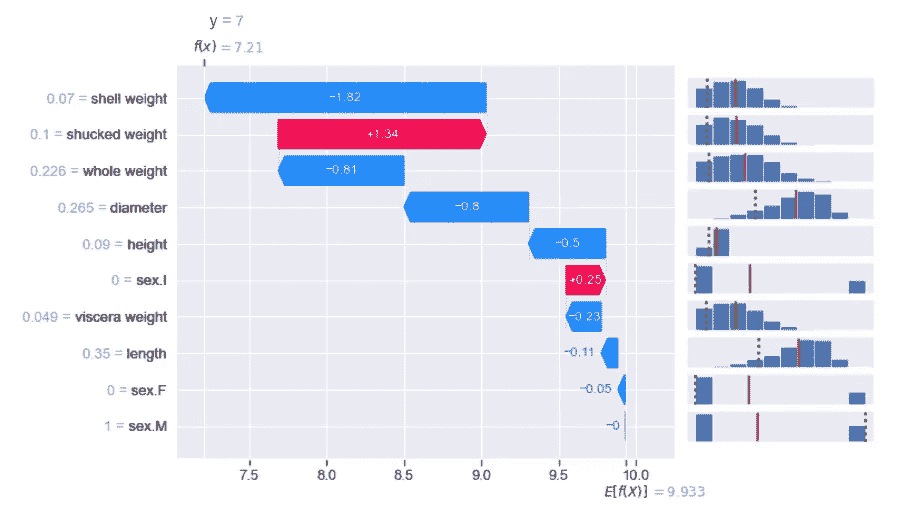 y = 7
f(x) = 7.21
0.07 = shell weight −1.82
0.1 = shucked weight +1.34
0.226 = whole weight −0.81
0.265 = diameter −0.8
0.09 = height −0.5
0 = sex.I +0.25
0.049 = viscera weight −0.23
0.35 = length −0.11
0 = sex.F −0.05
1 = sex.M −0
7.5 8.0 8.5 9.0 9.5 10.0
E[f(X)] = 9.933